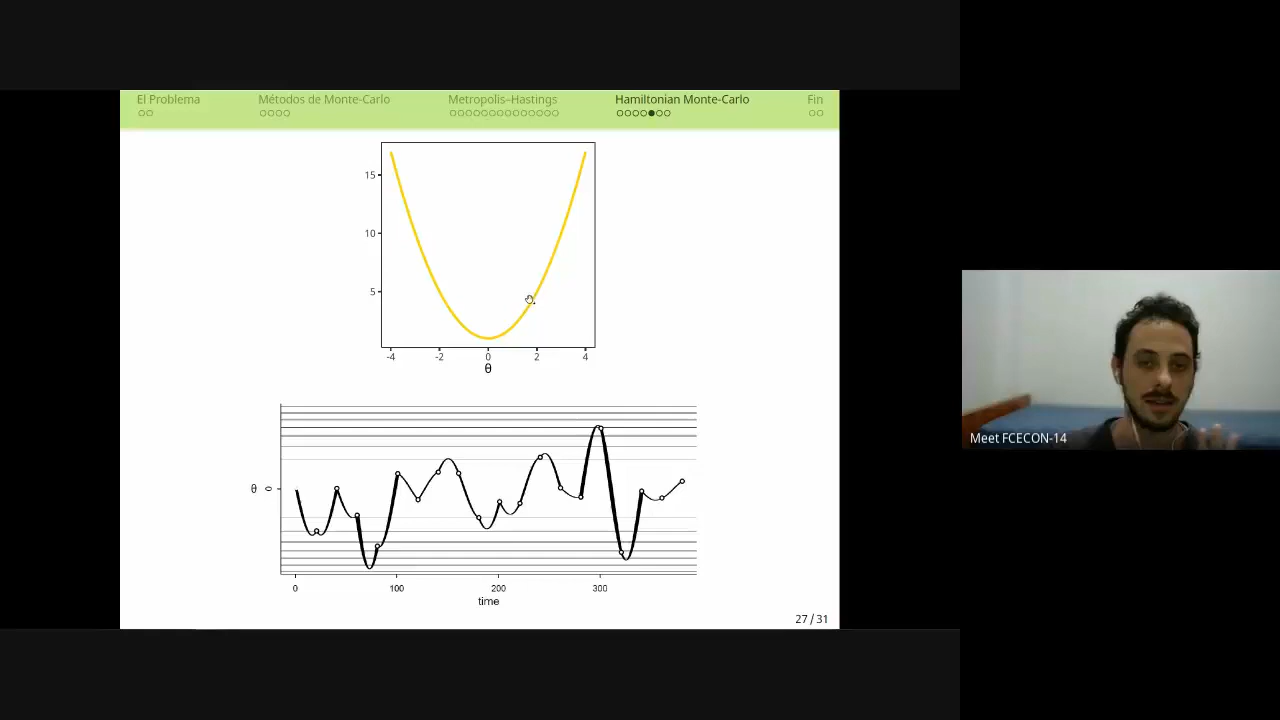 El Problema Métodos de Monte-Carlo Metropolis–Hastings Hamiltonian Monte-Carlo Fin
15
10
5
-4 -2 0 2 4
θ
θ 0
0 100 200 300
time
27 / 31
Meet FCECON-14